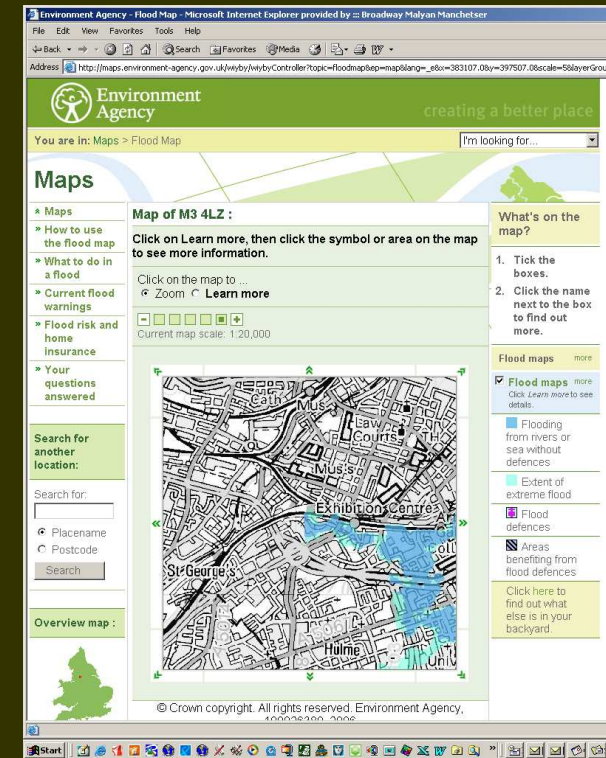 Environment Agency - Flood Map - Microsoft Internet Explorer provided by ::: Broadway Malyan Manchetser
File Edit View Favorites Tools Help
Back Search Favorites Media
Address http://maps.environment-agency.gov.uk/wiyby/wiybyController?topic=floodmap&ep=map&lang=_e&x=383107.0&y=397507.0&scale=5&layerGrou
Environment
Agency
creating a better place
You are in: Maps > Flood Map
I'm looking for...
Maps
Maps
» How to use
the flood map
» What to do in
a flood
» Current flood
warnings
» Flood risk and
home
insurance
» Your
questions
answered
Search for
another
location:
Search for:
Placename
Postcode
Search
Overview map :
Map of M3 4LZ :
Click on Learn more, then click the symbol or area on the map
to see more information.
Click on the map to ...
Zoom Learn more
Current map scale: 1:20,000
Cath
Mus
Law
Courts
TH
Mus:s
Exhibition Centre
Coll
St George's
Hulme
Univ
© Crown copyright. All rights reserved. Environment Agency,
100026380, 2006
What's on the
map?
1. Tick the
boxes.
2. Click the name
next to the box
to find out
more.
Flood maps more
Flood maps more
Click Learn more to see
details.
Flooding
from rivers or
sea without
defences
Extent of
extreme flood
Flood
defences
Areas
benefiting from
flood defences
Click here to
find out what
else is in your
backyard.
Start